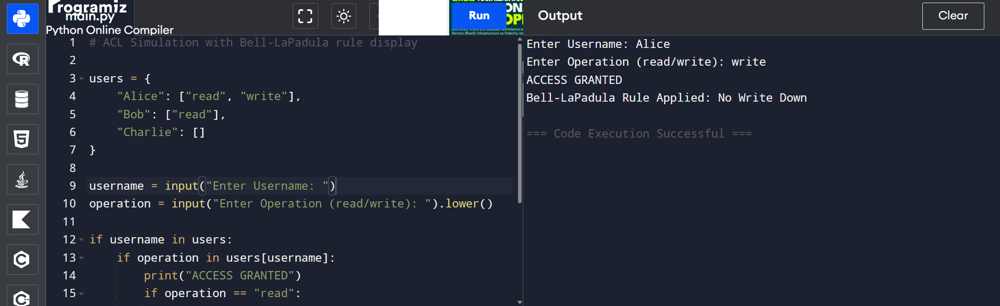 Programiz
main.py
Python Online Compiler
Run
Output
Clear
1 # ACL Simulation with Bell-LaPadula rule display
2
3 users = {
4     "Alice": ["read", "write"],
5     "Bob": ["read"],
6     "Charlie": []
7 }
8
9 username = input("Enter Username: ")
10 operation = input("Enter Operation (read/write): ").lower()
11
12 if username in users:
13     if operation in users[username]:
14         print("ACCESS GRANTED")
15         if operation == "read":
Enter Username: Alice
Enter Operation (read/write): write
ACCESS GRANTED
Bell-LaPadula Rule Applied: No Write Down
=== Code Execution Successful ===